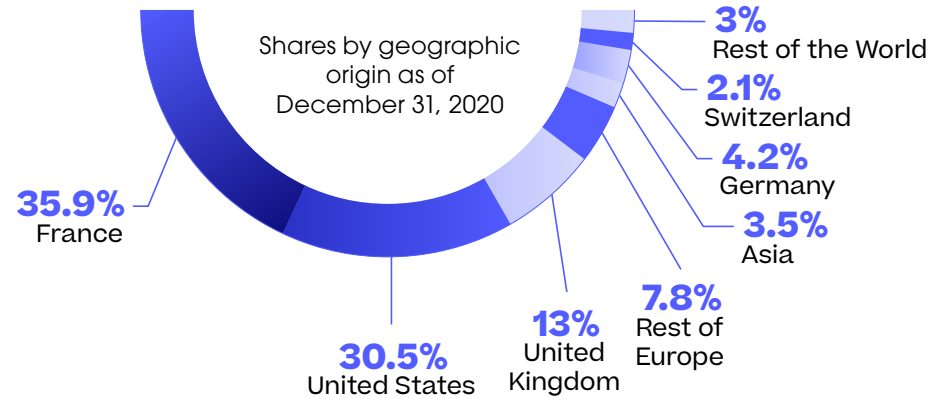 Shares by geographic
origin as of
December 31, 2020
35.9%
France
30.5%
United States
13%
United
Kingdom
7.8%
Rest of
Europe
3.5%
Asia
4.2%
Germany
2.1%
Switzerland
3%
Rest of the World